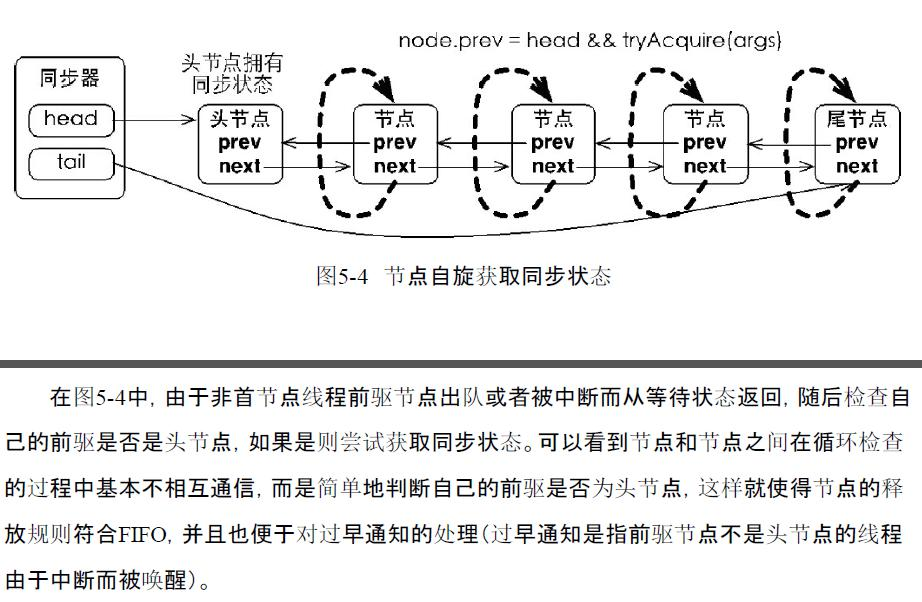 node.prev = head && tryAcquire(args)
同步器
head
tail
头节点拥有
同步状态
头节点
prev
next
节点
prev
next
节点
prev
next
节点
prev
next
尾节点
prev
next
图5-4 节点自旋获取同步状态
在图5-4中，由于非首节点线程前驱节点出队或者被中断而从等待状态返回，随后检查自
己的前驱是否是头节点，如果是则尝试获取同步状态。可以看到节点和节点之间在循环检查
的过程中基本不相互通信，而是简单地判断自己的前驱是否为头节点，这样就使得节点的释
放规则符合FIFO，并且也便于对过早通知的处理（过早通知是指前驱节点不是头节点的线程
由于中断而被唤醒）。